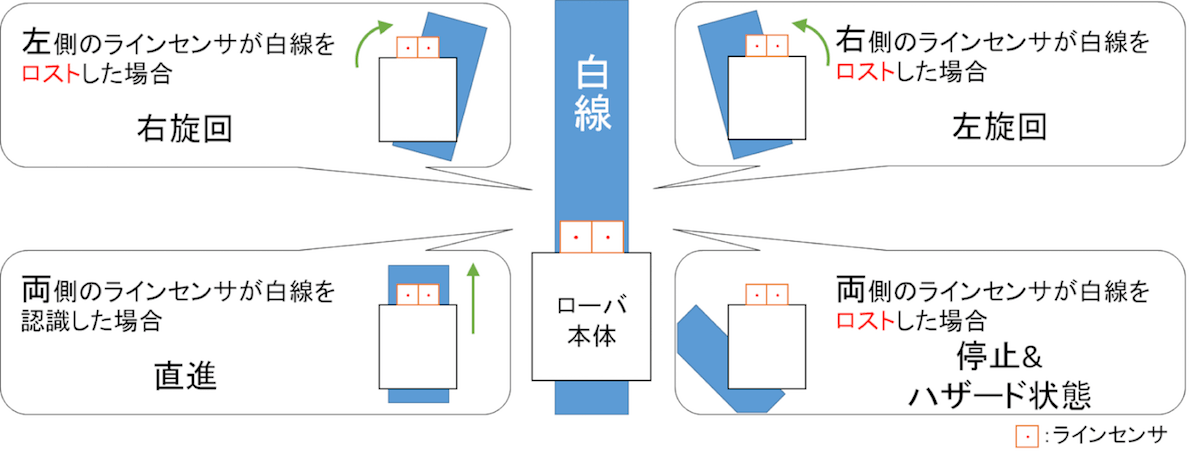 左側のラインセンサが白線を
ロストした場合
右旋回
白線
右側のラインセンサが白線を
ロストした場合
左旋回
両側のラインセンサが白線を
認識した場合
直進
ローバ
本体
両側のラインセンサが白線を
ロストした場合
停止&
ハザード状態
:ラインセンサ